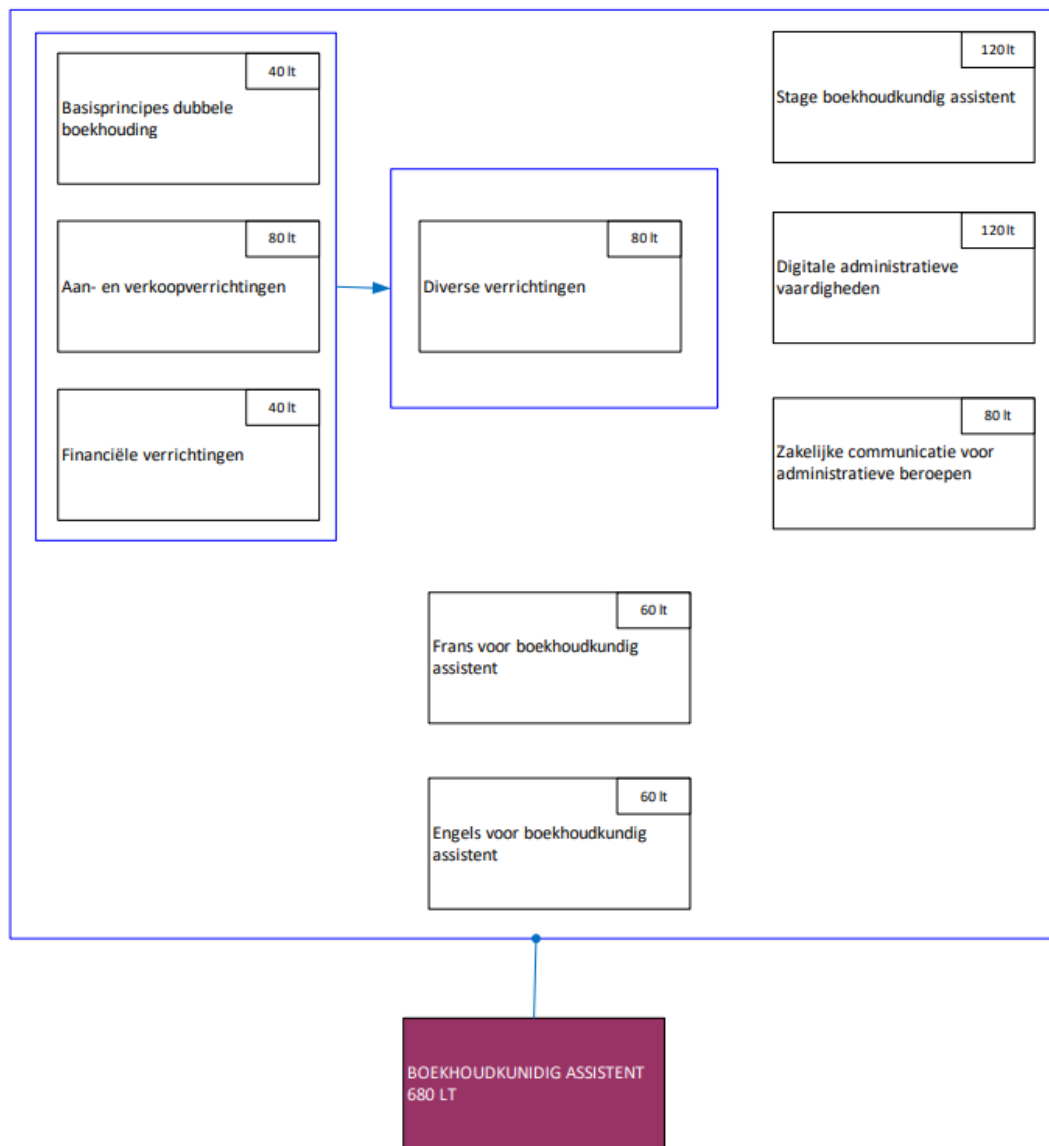 40 lt
Basisprincipes dubbele
boekhouding
80 lt
Aan- en verkoopverrichtingen
40 lt
Financiële verrichtingen
80 lt
Diverse verrichtingen
120 lt
Stage boekhoudkundig assistent
120 lt
Digitale administratieve
vaardigheden
80 lt
Zakelijke communicatie voor
administratieve beroepen
60 lt
Frans voor boekhoudkundig
assistent
60 lt
Engels voor boekhoudkundig
assistent
BOEKHOUDKUNIDIG ASSISTENT
680 LT